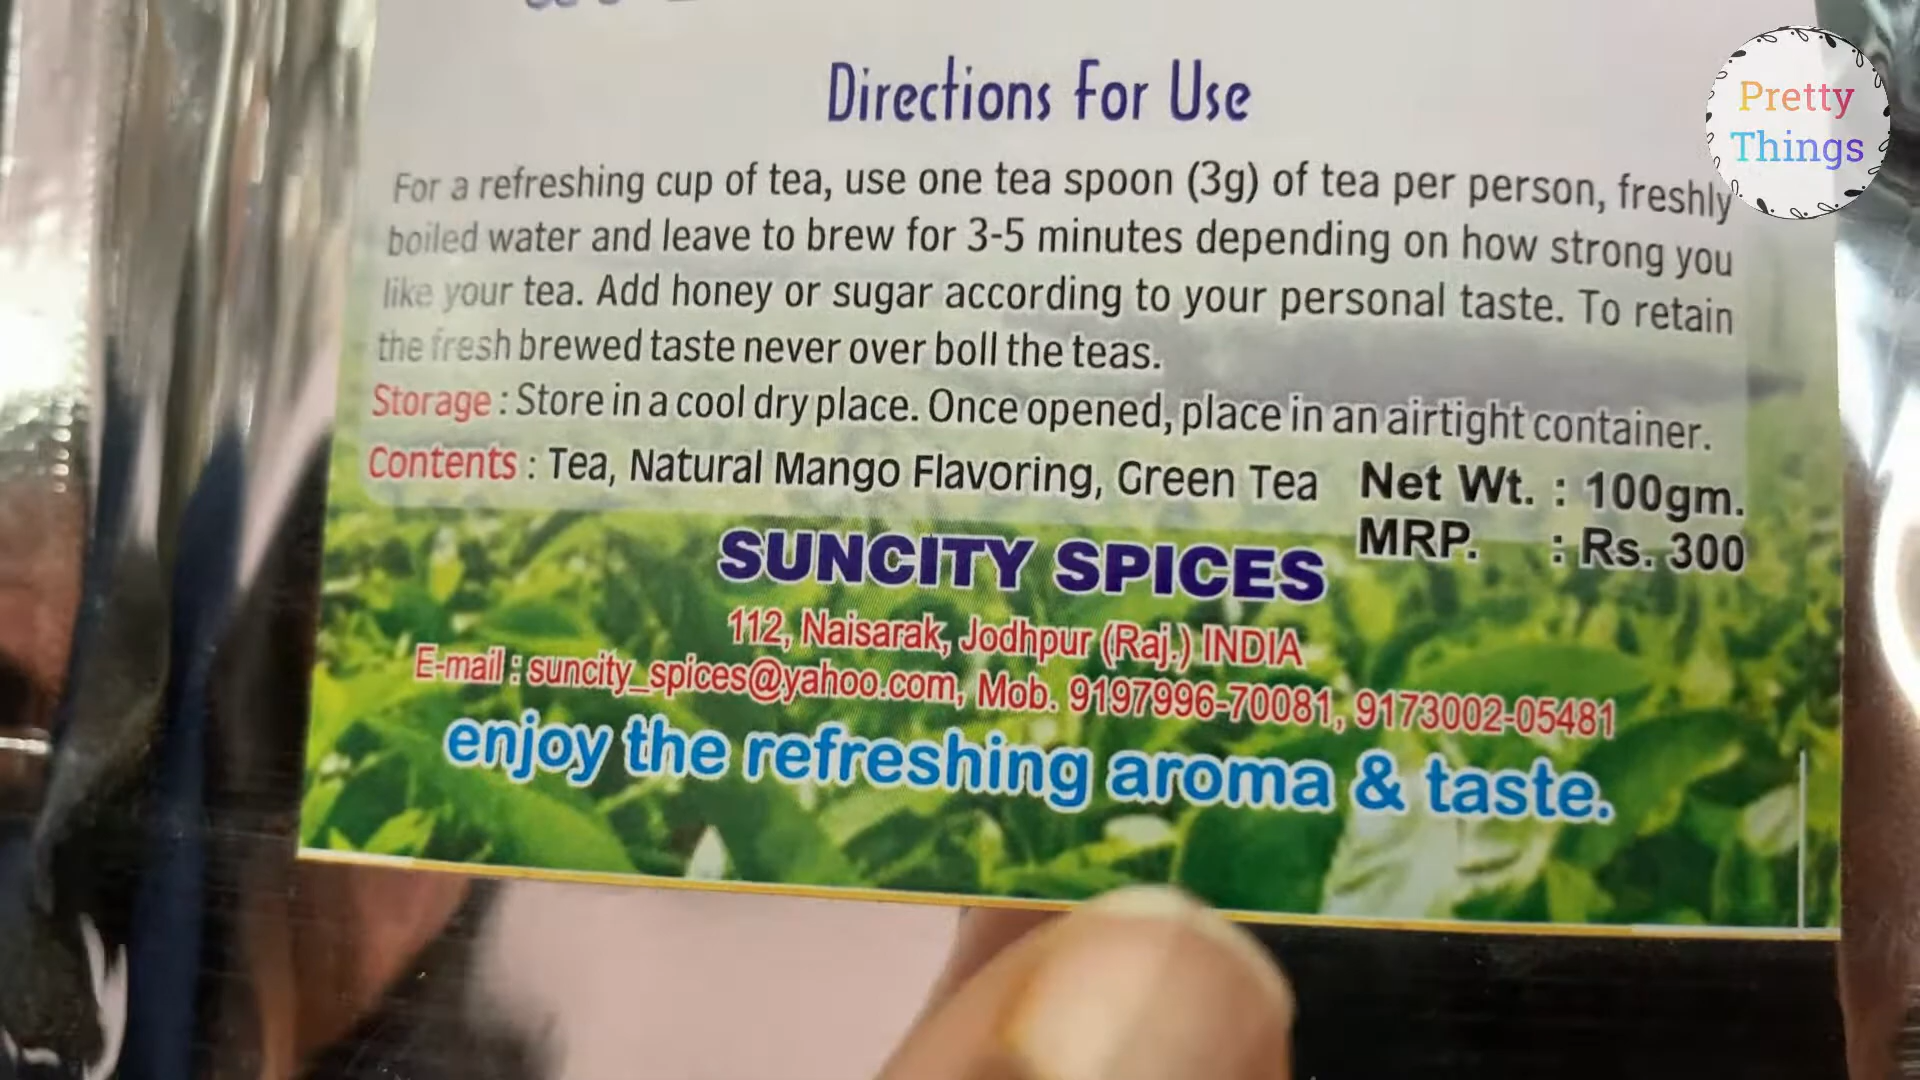 Directions For Use
Pretty
Things
For a refreshing cup of tea, use one tea spoon (3g) of tea per person, freshly
boiled water and leave to brew for 3-5 minutes depending on how strong you
like your tea. Add honey or sugar according to your personal taste. To retain
the fresh brewed taste never over boll the teas.
Storage : Store in a cool dry place. Once opened, place in an airtight container.
Contents : Tea, Natural Mango Flavoring, Green Tea
Net Wt. : 100gm.
MRP. : Rs. 300
SUNCITY SPICES
112, Naisarak, Jodhpur (Raj.) INDIA
E-mail : suncity_spices@yahoo.com, Mob. 9197996-70081, 9173002-05481
enjoy the refreshing aroma & taste.